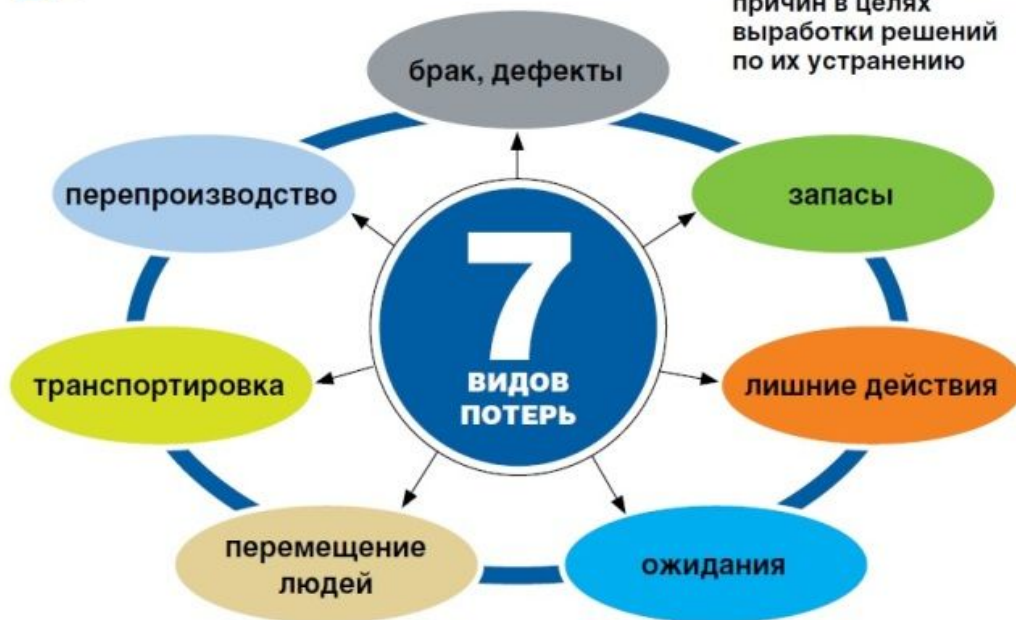 причин в целях
выработки решений
по их устранению
брак, дефекты
перепроизводство
запасы
7
ВИДОВ
ПОТЕРЬ
транспортировка
лишние действия
перемещение
людей
ожидания